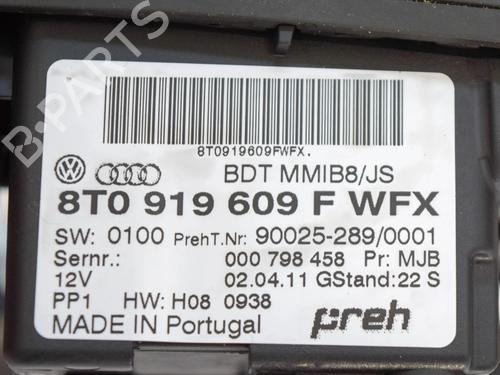 B-PARTS
8T0919609FWFX.
BDT MMIB8/JS
8T0 919 609 F WFX
SW: 0100 PrehT.Nr: 90025-289/0001
Sernr.: 000 798 458 Pr: MJB
12V 02.04.11 GStand: 22 S
PP1 HW: H08 0938
MADE IN Portugal preh